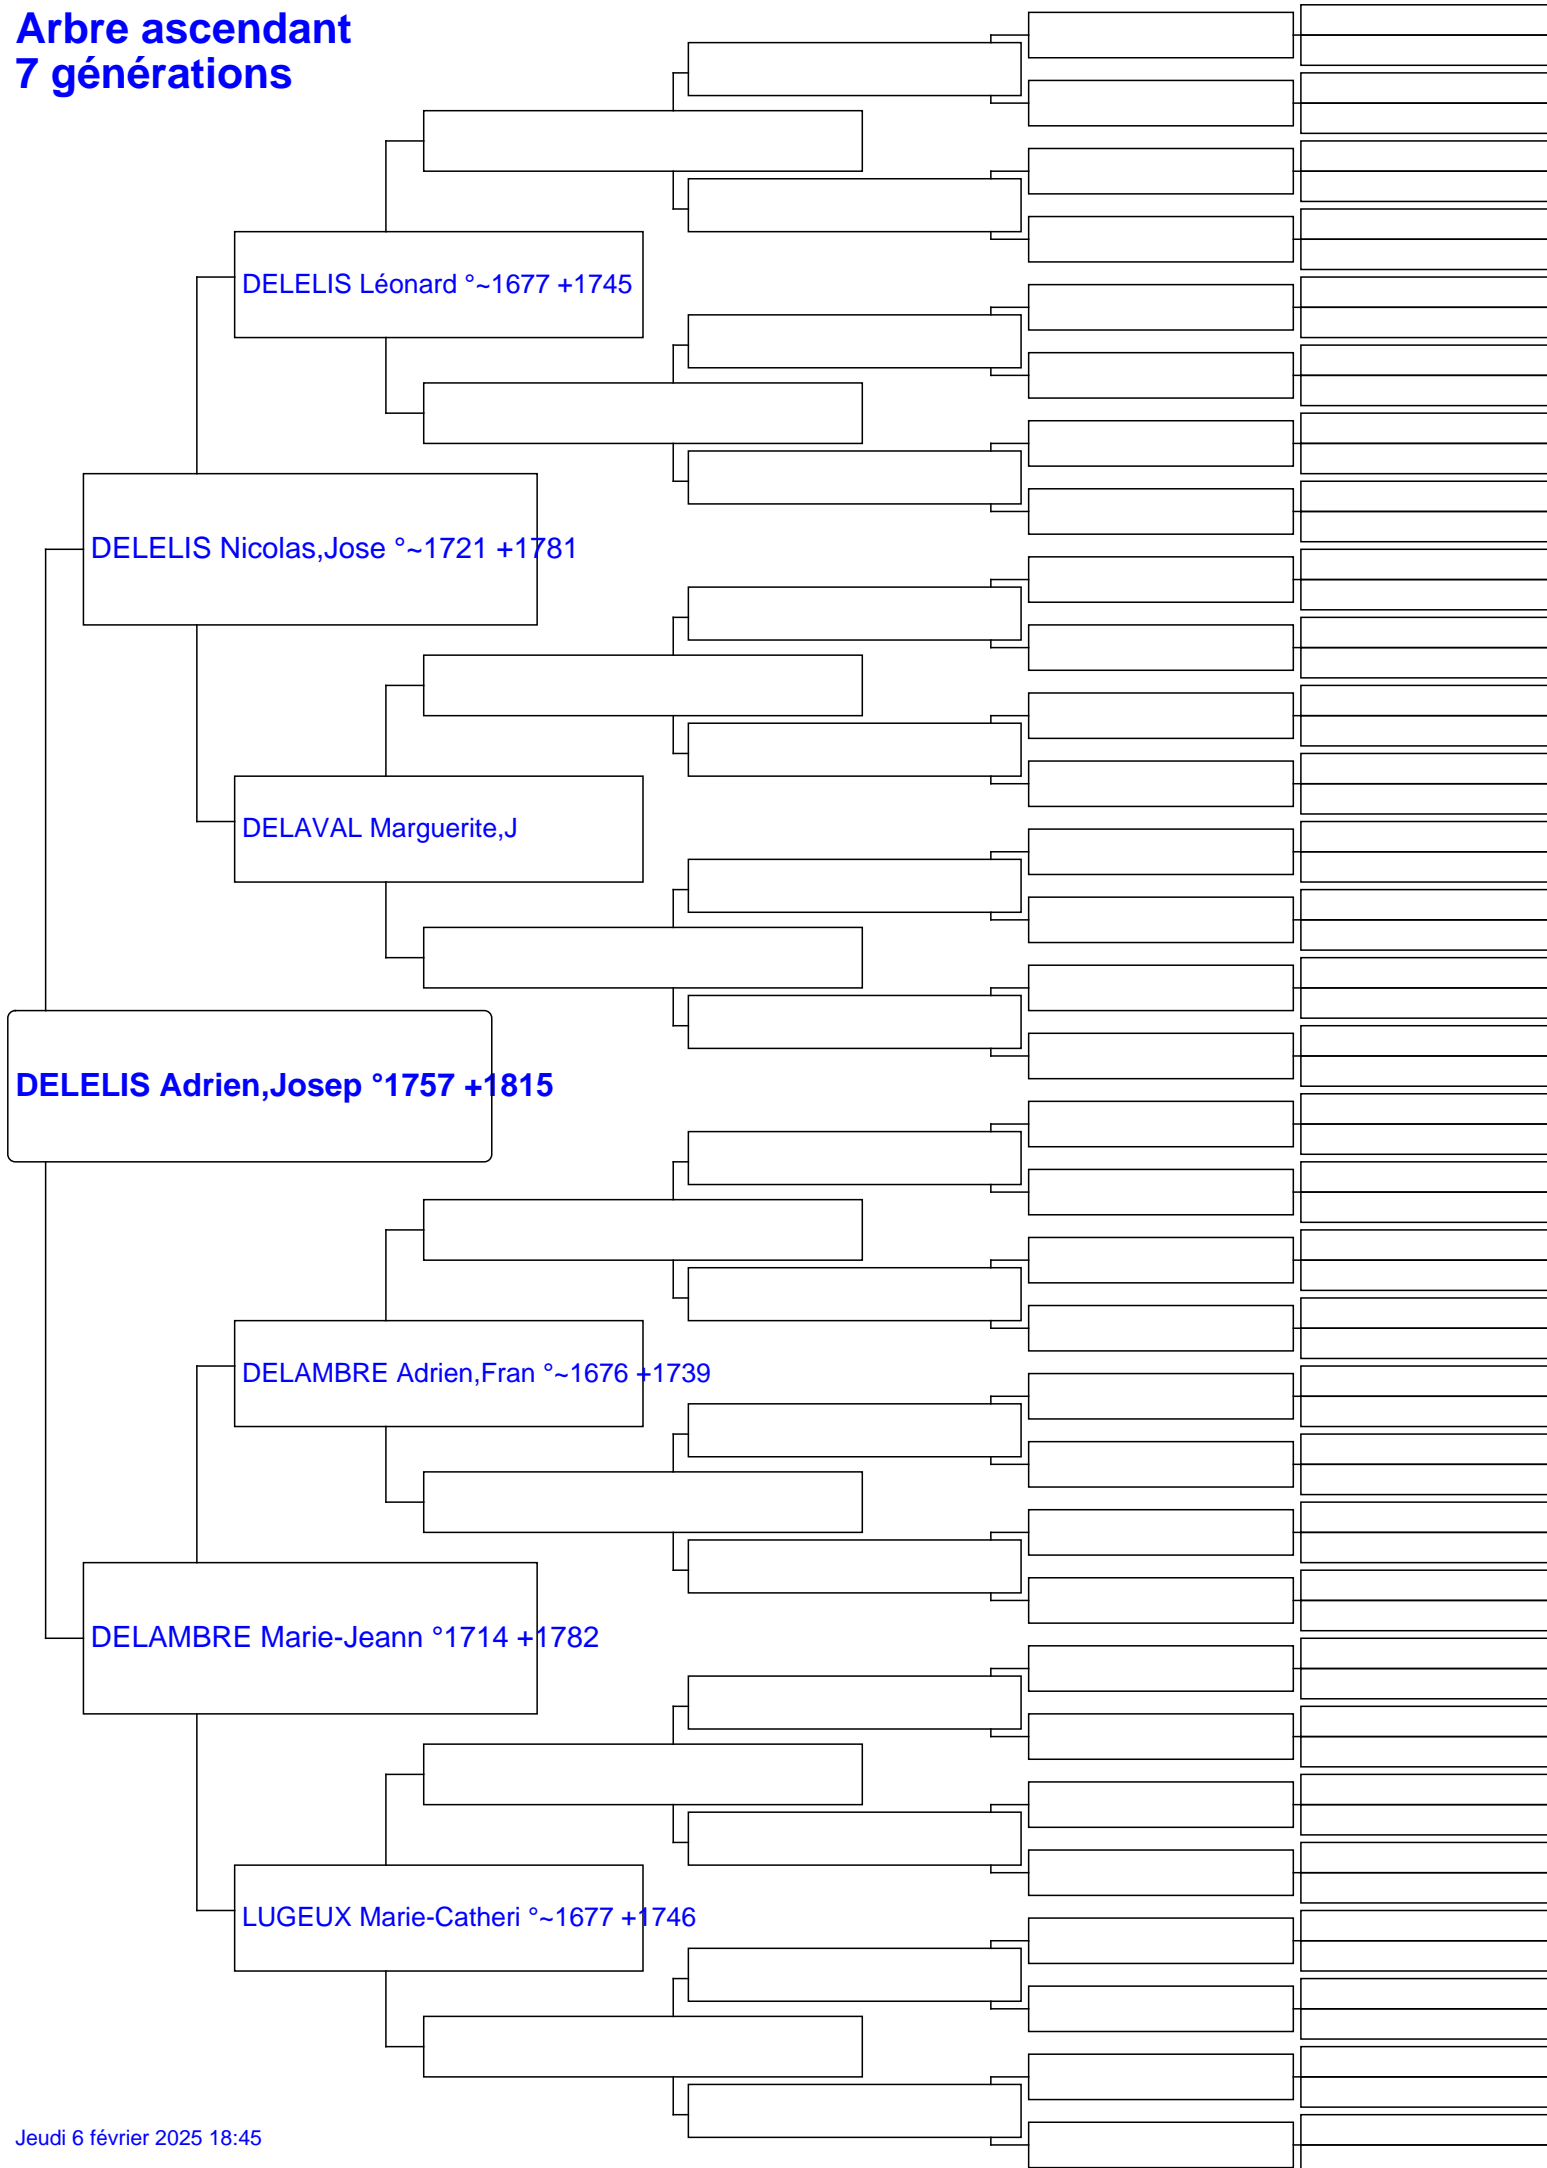 Arbre ascendant
7 générations
DELELIS Léonard °~1677 +1745
DELELIS Nicolas,Jose °~1721 +1781
DELAVAL Marguerite,J
DELELIS Adrien,Josep °1757 +1815
DELAMBRE Adrien,Fran °~1676 +1739
DELAMBRE Marie-Jeann °1714 +1782
LUGEUX Marie-Catheri °~1677 +1746
Jeudi 6 février 2025 18:45